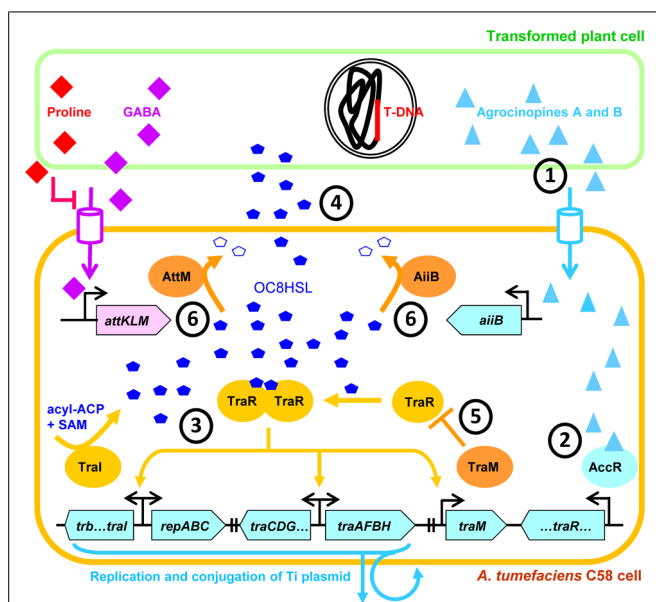 Transformed plant cell
Proline
GABA
T-DNA
Agrocinopines A and B
1
4
AttM
OC8HSL
AiiB
attKLM
6
6
aiiB
acyl-ACP
+ SAM
TraR
TraR
TraR
5
3
2
TraI
TraM
AccR
trb...traI
repABC
traCDG...
traAFBH
traM
...traR...
Replication and conjugation of Ti plasmid
A. tumefaciens C58 cell